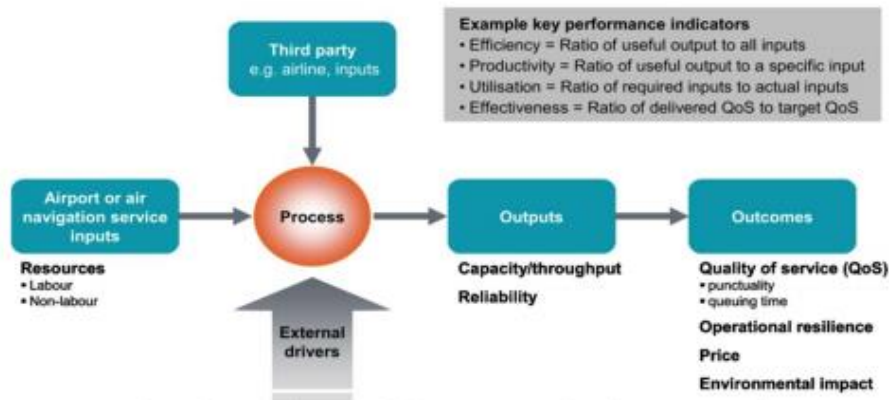 Third party
e.g. airline, inputs
Example key performance indicators
• Efficiency = Ratio of useful output to all inputs
• Productivity = Ratio of useful output to a specific input
• Utilisation = Ratio of required inputs to actual inputs
• Effectiveness = Ratio of delivered QoS to target QoS
Airport or air
navigation service
inputs
Process
Outputs
Outcomes
Resources
• Labour
• Non-labour
Capacity/throughput
Reliability
Quality of service (QoS)
• punctuality
• queuing time
Operational resilience
Price
Environmental impact
External
drivers